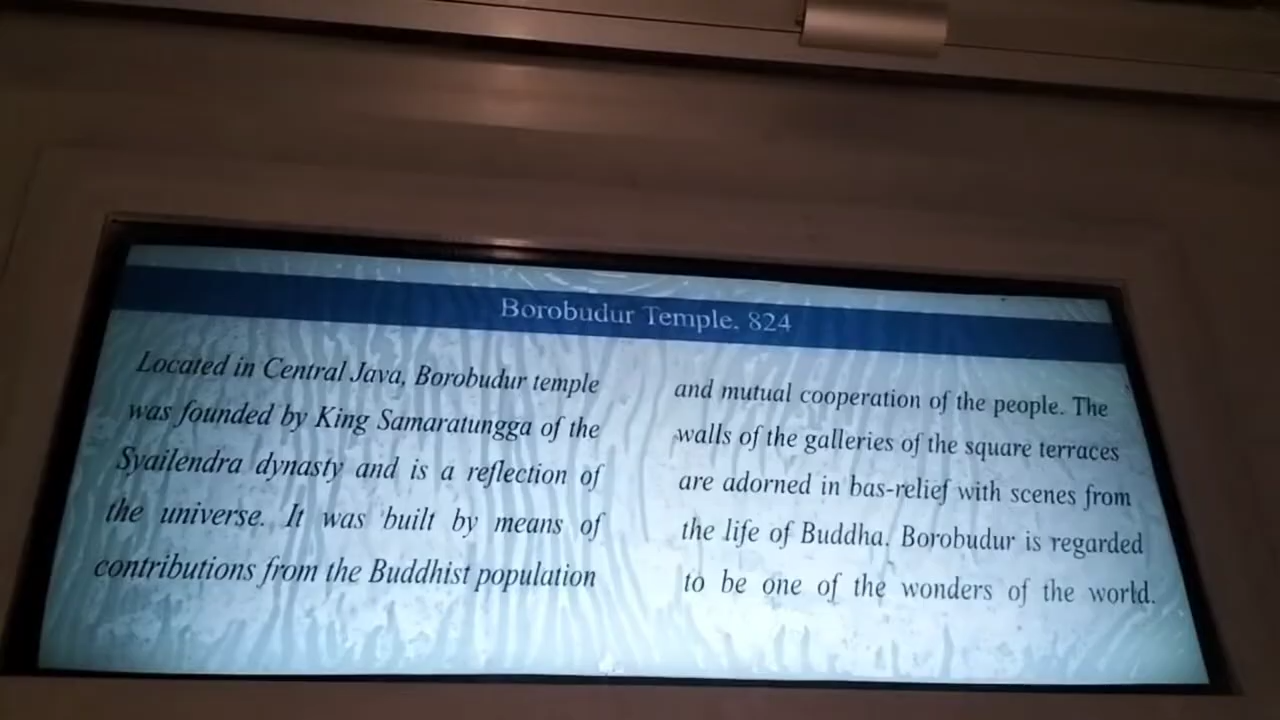 Borobudur Temple. 824
Located in Central Java, Borobudur temple
was founded by King Samaratungga of the
Syailendra dynasty and is a reflection of
the universe. It was built by means of
contributions from the Buddhist population
and mutual cooperation of the people. The
walls of the galleries of the square terraces
are adorned in bas-relief with scenes from
the life of Buddha. Borobudur is regarded
to be one of the wonders of the world.